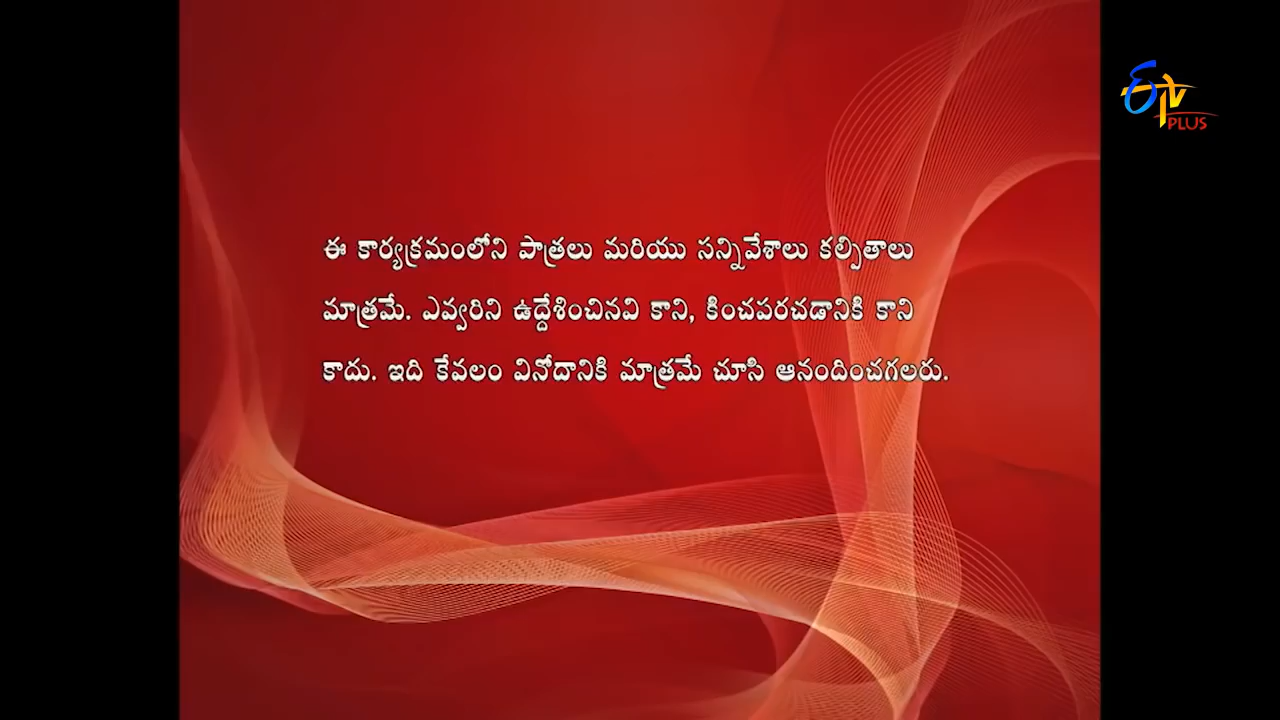 ఈ కార్యక్రమంలోని పాత్రలు మరియు సన్నివేశాలు కల్పితాలు
మాత్రమే. ఎవ్వరిని ఉద్దేశించినవి కాని, కించపరచడానికి కాని
కాదు. ఇది కేవలం వినోదానికి మాత్రమే చూసి ఆనందించగలరు.
ETV
PLUS